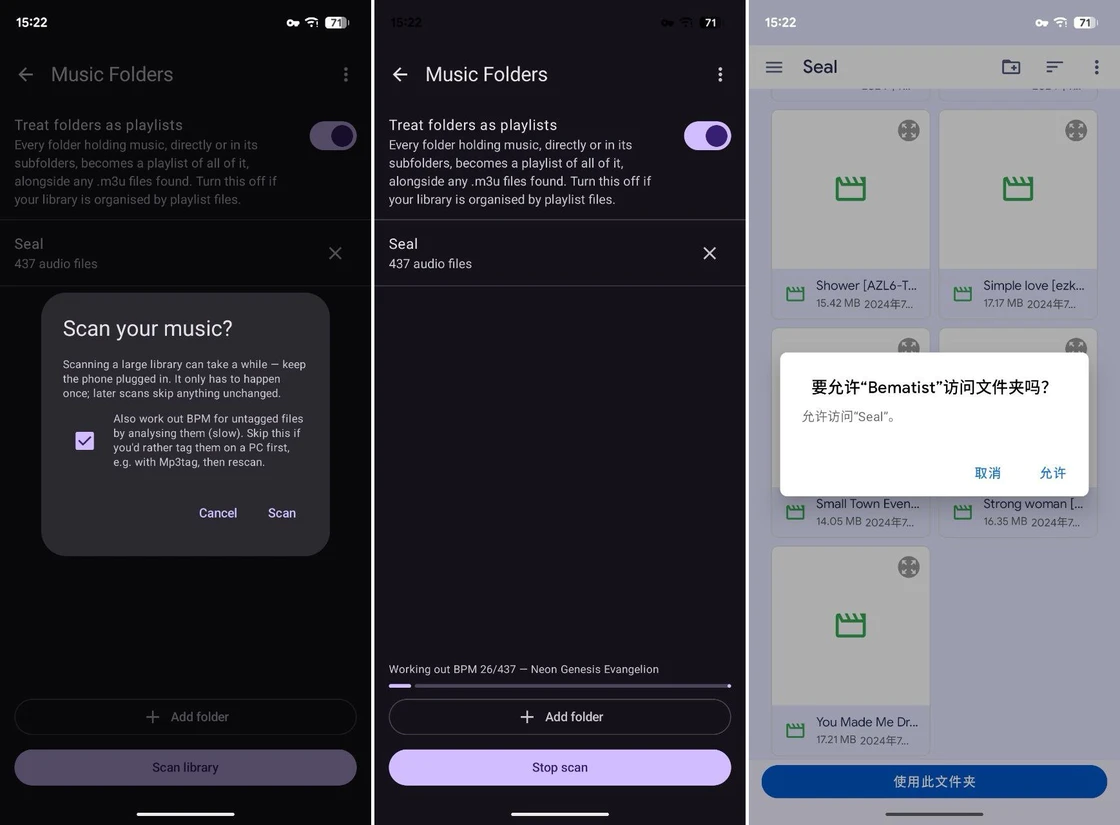 15:22
71
Music Folders
Treat folders as playlists
Every folder holding music, directly or in its
subfolders, becomes a playlist of all of it,
alongside any .m3u files found. Turn this off if
your library is organised by playlist files.
Seal
437 audio files
Scan your music?
Scanning a large library can take a while — keep
the phone plugged in. It only has to happen
once; later scans skip anything unchanged.
Also work out BPM for untagged files
by analysing them (slow). Skip this if
you'd rather tag them on a PC first,
e.g. with Mp3tag, then rescan.
Cancel
Scan
Add folder
Scan library
15:22
71
Music Folders
Treat folders as playlists
Every folder holding music, directly or in its
subfolders, becomes a playlist of all of it,
alongside any .m3u files found. Turn this off if
your library is organised by playlist files.
Seal
437 audio files
Working out BPM 26/437 — Neon Genesis Evangelion
Add folder
Stop scan
15:22
71
Seal
Shower [AZL6-T...
15.42 MB 2024年7...
Simple love [ezk...
17.17 MB 2024年7...
要允许“Bematist”访问文件夹吗?
允许访问“Seal”。
取消
允许
Small Town Even...
14.05 MB 2024年7...
Strong woman [...
16.35 MB 2024年7...
You Made Me Dr...
17.21 MB 2024年7...
使用此文件夹